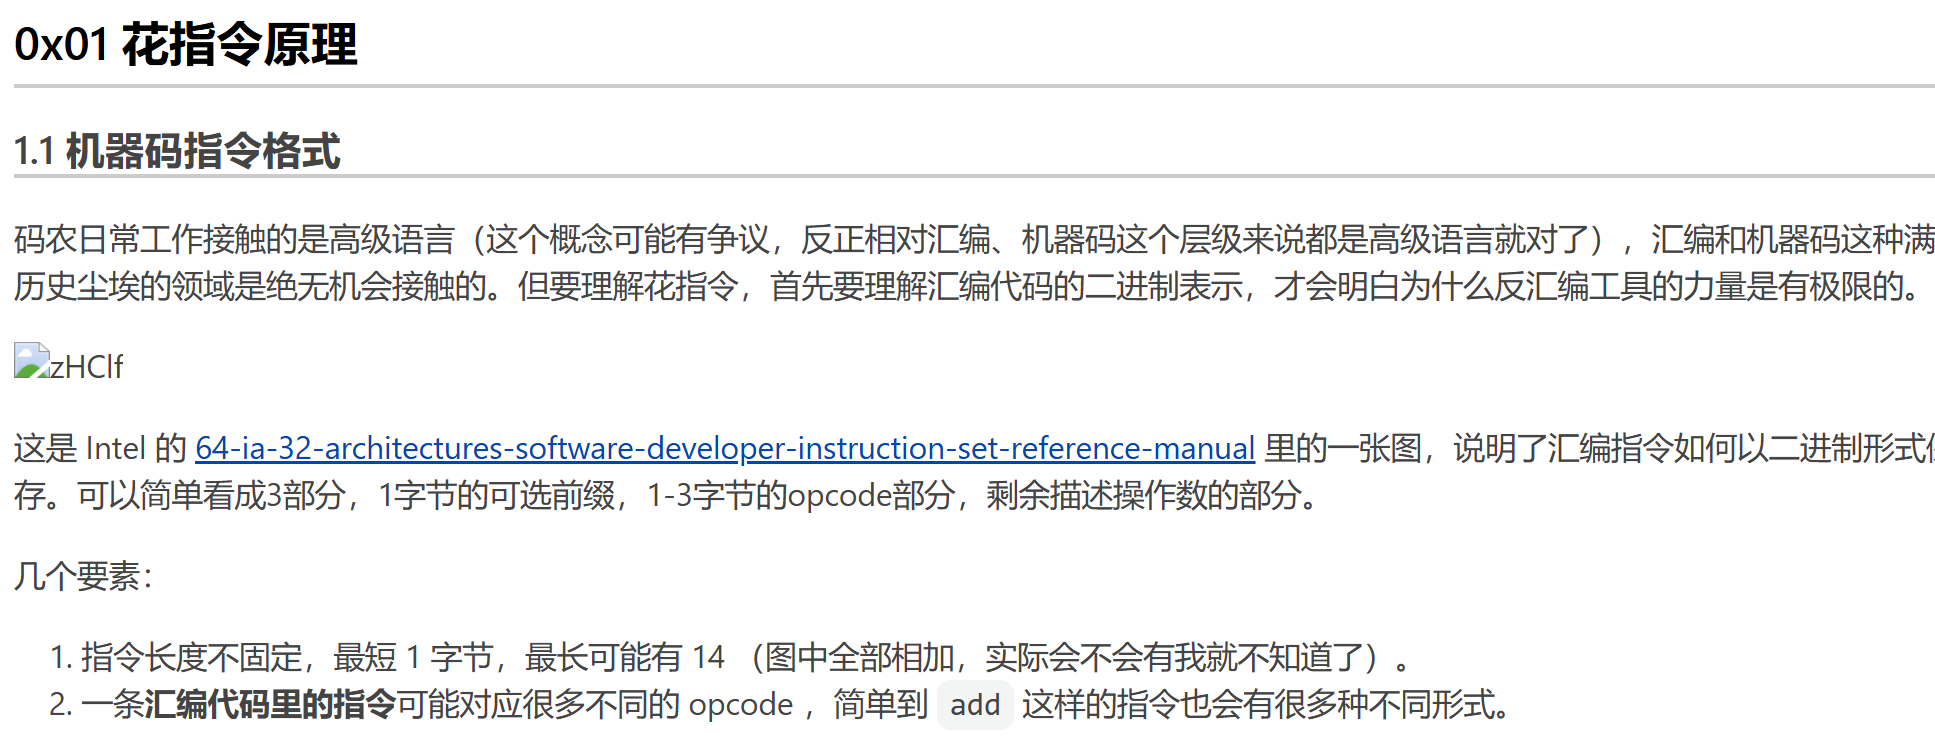 0x01 花指令原理
1.1 机器码指令格式
码农日常工作接触的是高级语言（这个概念可能有争议，反正相对汇编、机器码这个层级来说都是高级语言就对了），汇编和机器码这种满
历史尘埃的领域是绝无机会接触的。但要理解花指令，首先要理解汇编代码的二进制表示，才会明白为什么反汇编工具的力量是有极限的。
zHClf
这是 Intel 的 64-ia-32-architectures-software-developer-instruction-set-reference-manual 里的一张图，说明了汇编指令如何以二进制形式
存。可以简单看成3部分，1字节的可选前缀，1-3字节的opcode部分，剩余描述操作数的部分。
几个要素：
1. 指令长度不固定，最短 1 字节，最长可能有 14 （图中全部相加，实际会不会有我就不知道了）。
2. 一条汇编代码里的指令可能对应很多不同的 opcode ，简单到 add 这样的指令也会有很多种不同形式。